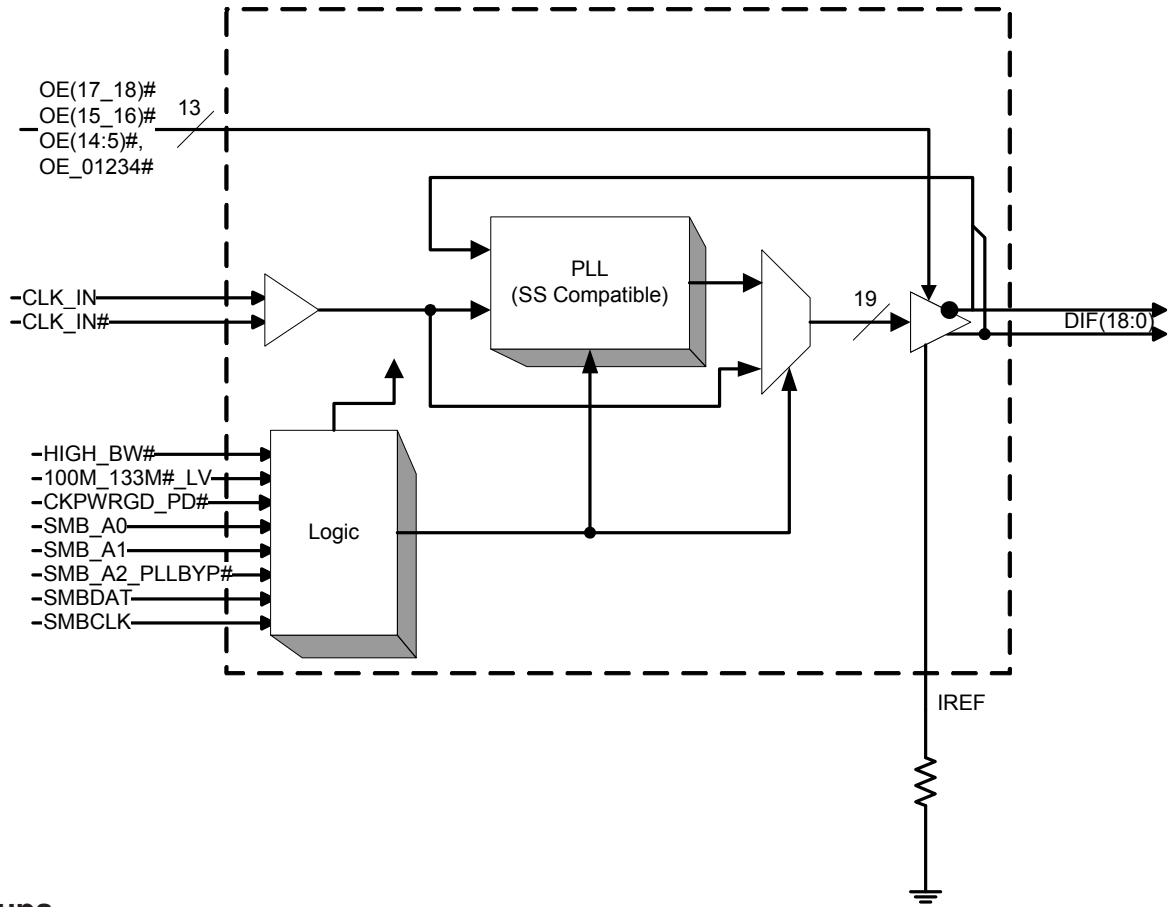 OE(17_18)#
OE(15_16)#
OE(14:5)#,
OE_01234#
13
PLL
(SS Compatible)
CLK_IN
CLK_IN#
19
DIF(18:0)
HIGH_BW#
100M_133M#_LV
CKPWRGD_PD#
SMB_A0
SMB_A1
SMB_A2_PLLBYP#
SMBDAT
SMBCLK
Logic
IREF